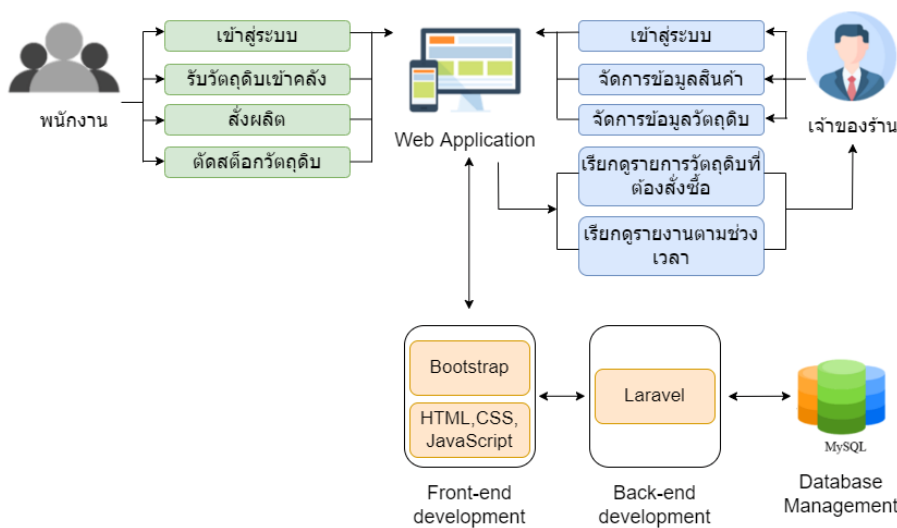 พนักงาน
เข้าสู่ระบบ
รับวัตถุดิบเข้าคลัง
สั่งผลิต
ตัดสต็อกวัตถุดิบ
Web Application
เข้าสู่ระบบ
จัดการข้อมูลสินค้า
จัดการข้อมูลวัตถุดิบ
เรียกดูรายการวัตถุดิบที่
ต้องสั่งซื้อ
เรียกดูรายงานตามช่วง
เวลา
เจ้าของร้าน
Bootstrap
HTML,CSS,
JavaScript
Front-end
development
Laravel
Back-end
development
MySQL
Database
Management